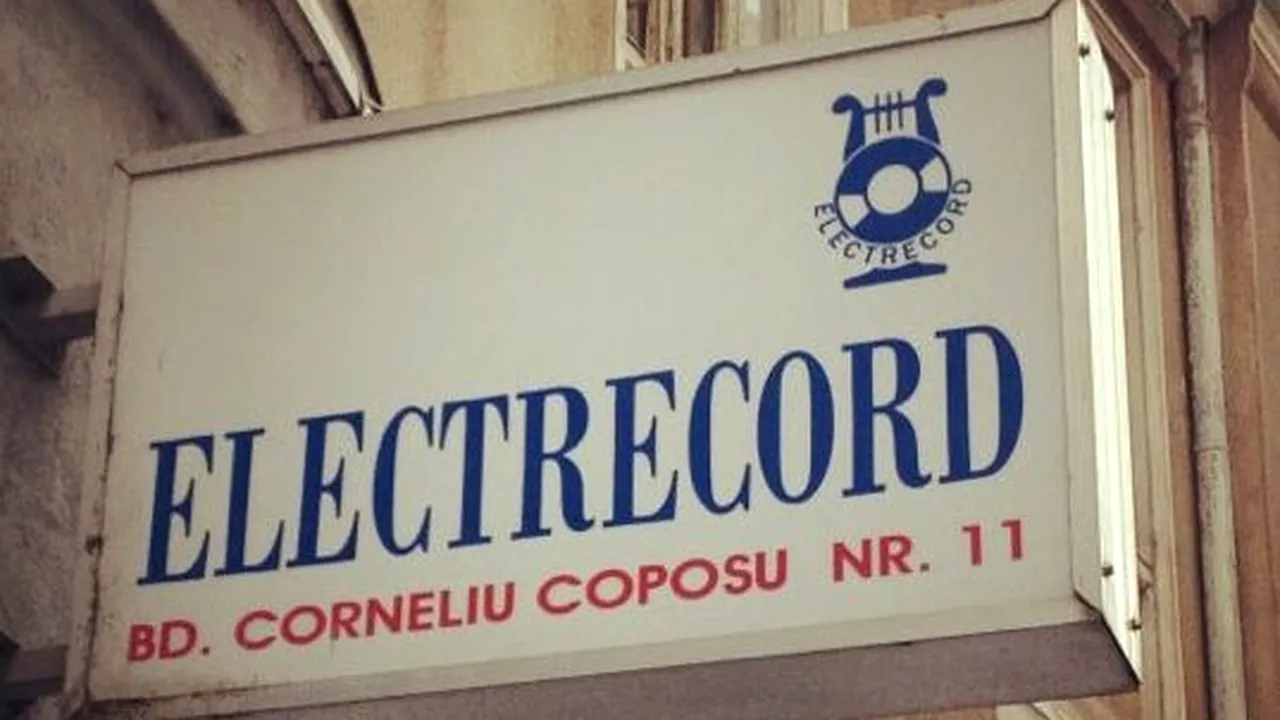 ELECTRECORD
ELECTRECORD
BD. CORNELIU COPOSU NR. 11